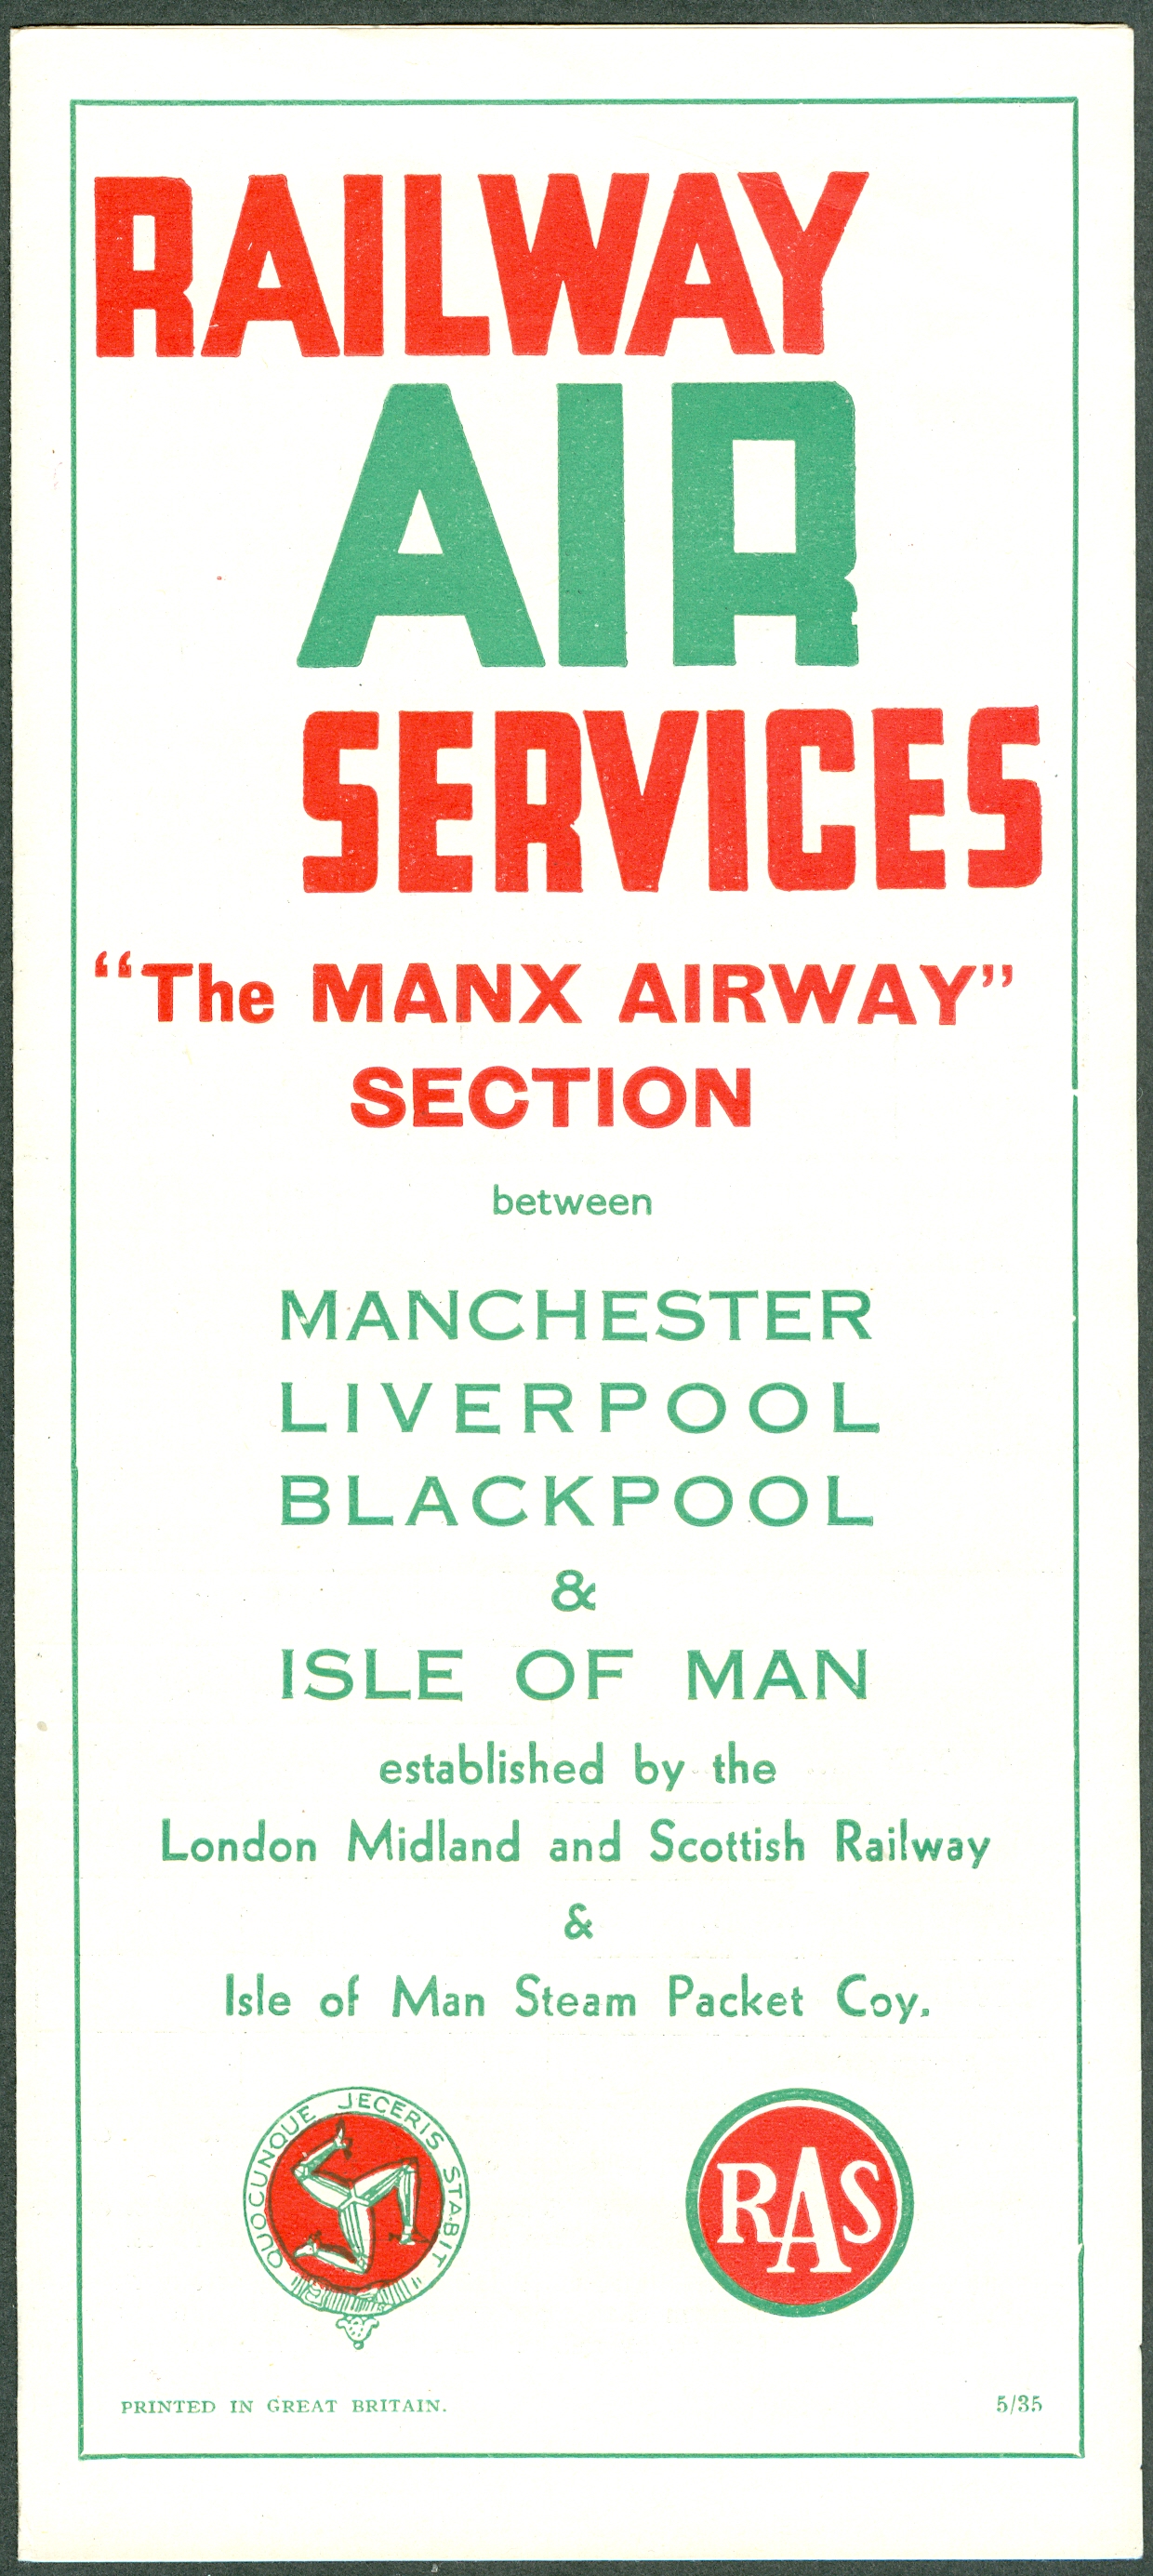 RAILWAY
AIR
SERVICES
“The MANX AIRWAY”
SECTION
between
MANCHESTER
LIVERPOOL
BLACKPOOL
&
ISLE OF MAN
established by the
London Midland and Scottish Railway
&
Isle of Man Steam Packet Coy.
QUOCUNQUE JECERIS STABIT
RAS
PRINTED IN GREAT BRITAIN.
5/35